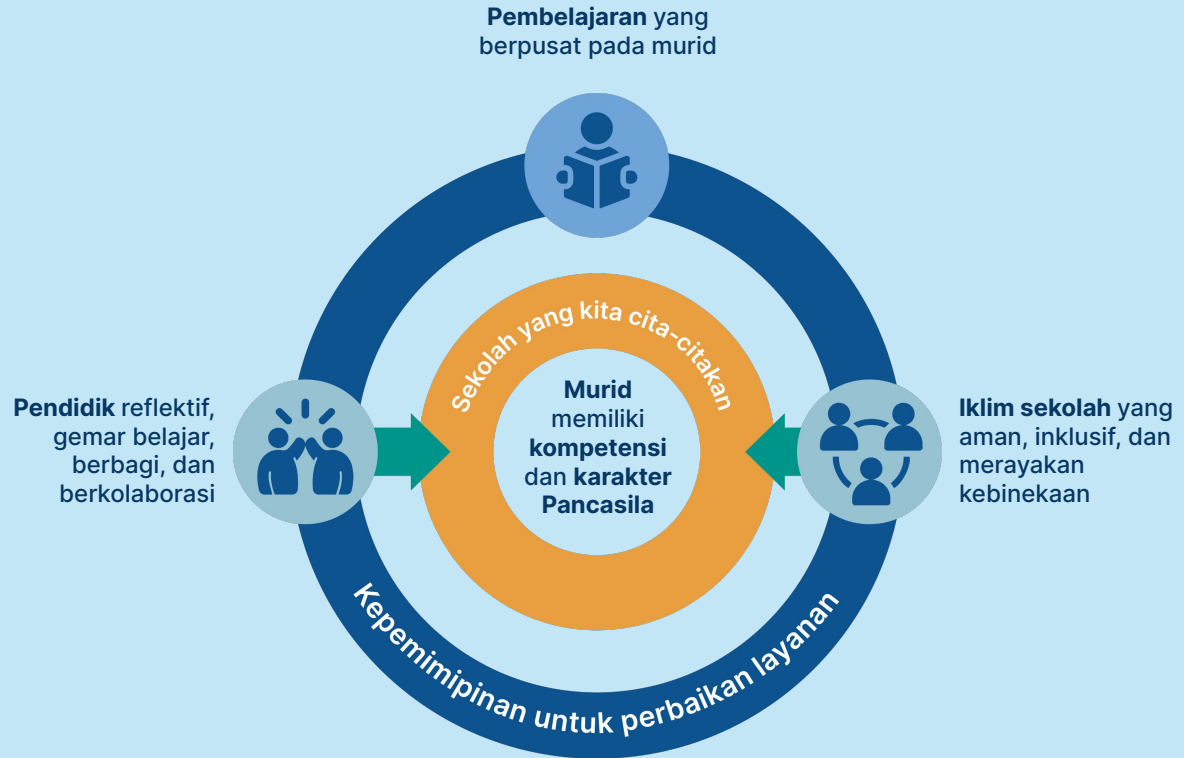 Pembelajaran yang
berpusat pada murid
Sekolah yang kita cita-citakan
Murid
memiliki
kompetensi
dan karakter
Pancasila
Pendidik reflektif,
gemar belajar,
berbagi, dan
berkolaborasi
Iklim sekolah yang
aman, inklusif, dan
merayakan
kebinekaan
Kepemimipinan untuk perbaikan layanan